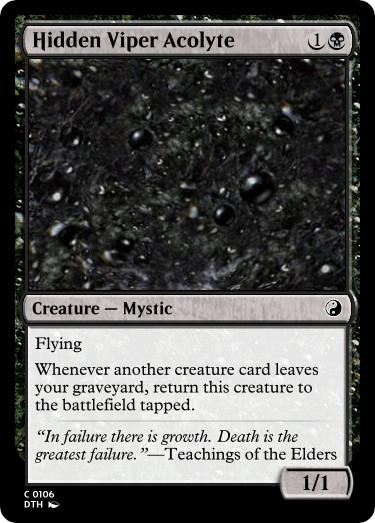 Hidden Viper Acolyte 1
Creature — Mystic
Flying
Whenever another creature card leaves
your graveyard, return this creature to
the battlefield tapped.
“In failure there is growth. Death is the
greatest failure.”—Teachings of the Elders
1/1
C 0106
DTH